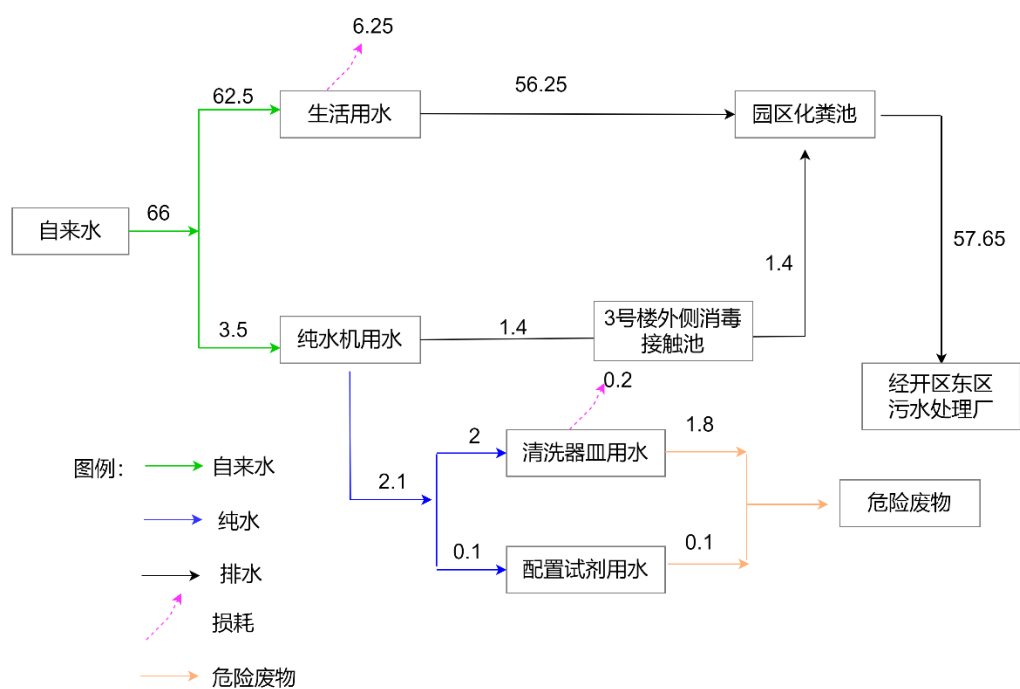 6.25
62.5
生活用水
56.25
园区化粪池
自来水
66
57.65
3.5
纯水机用水
1.4
3号楼外侧消毒
接触池
1.4
0.2
经开区东区
污水处理厂
2
清洗器皿用水
1.8
2.1
危险废物
0.1
配置试剂用水
0.1
图例：
自来水
纯水
排水
损耗
危险废物